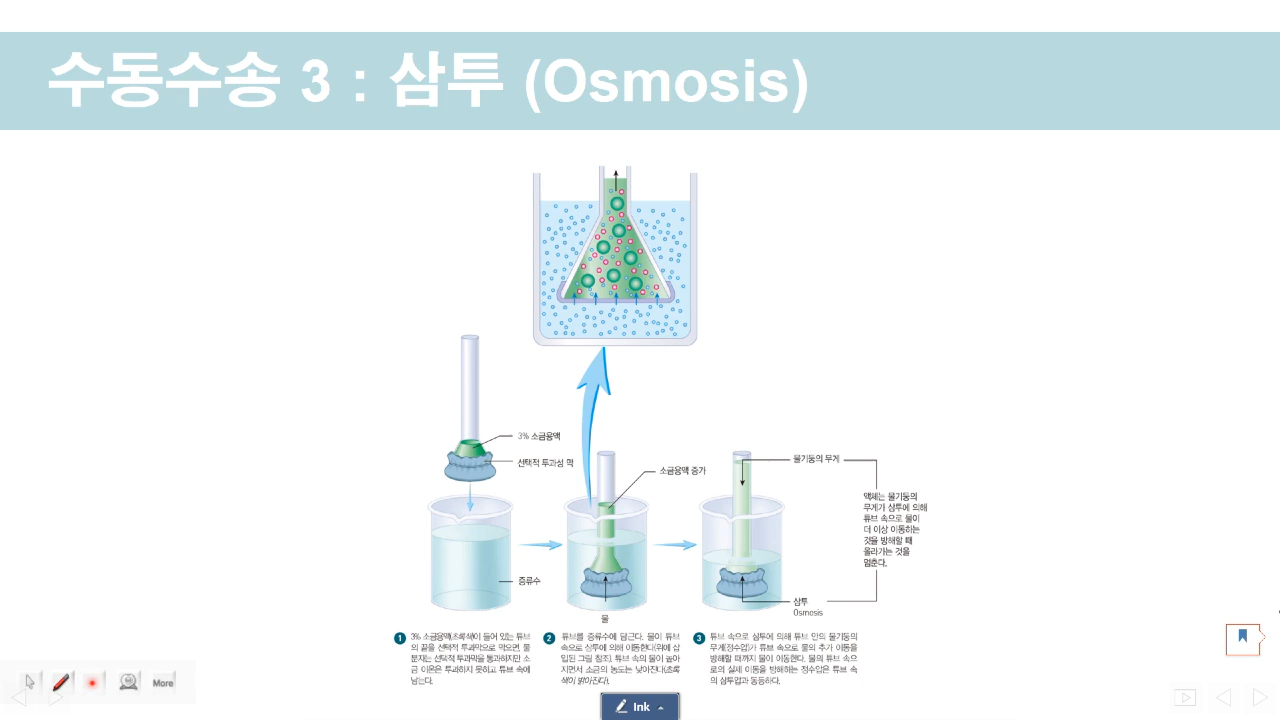 수동수송 3 : 삼투 (Osmosis)
3% 소금용액
선택적 투과성 막
증류수
소금용액 증가
물
물기둥의 무게
액체는 물기둥의
무게가 삼투에 의해
튜브 속으로 물이
더 이상 이동하는
것을 방해할 때
올라가는 것을
멈춘다.
삼투
Osmosis
1 3% 소금용액(초록색)이 들어 있는 튜브
의 끝을 선택적 투과막으로 막으면, 물
분자는 선택적 투과막을 통과하지만 소
금 이온은 투과하지 못하고 튜브 속에
남는다.
2 튜브를 증류수에 담근다. 물이 튜브
속으로 삼투에 의해 이동한다(위에 삽
입된 그림 참조). 튜브 속의 물이 높아
지면서 소금의 농도는 낮아진다(초록
색이 밝아진다).
3 튜브 속으로 삼투에 의해 튜브 안의 물기둥의
무게(정수압)가 튜브 속으로 물의 추가 이동을
방해할 때까지 물이 이동한다. 물의 튜브 속으
로의 실제 이동을 방해하는 정수압은 튜브 속
의 삼투압과 동등하다.
More
Ink